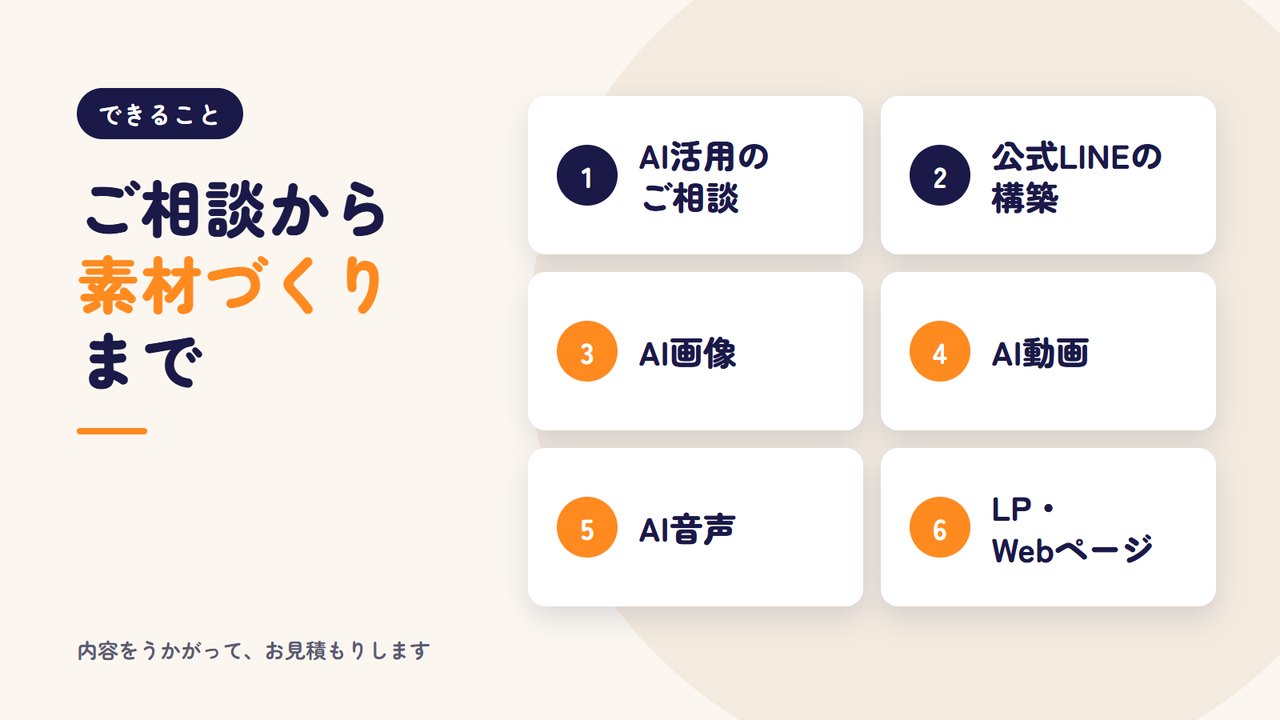 できること
ご相談から
素材づくり
まで
1
AI活用の
ご相談
2
公式LINEの
構築
3
AI画像
4
AI動画
5
AI音声
6
LP・
Webページ
内容をうかがって、お見積もりします